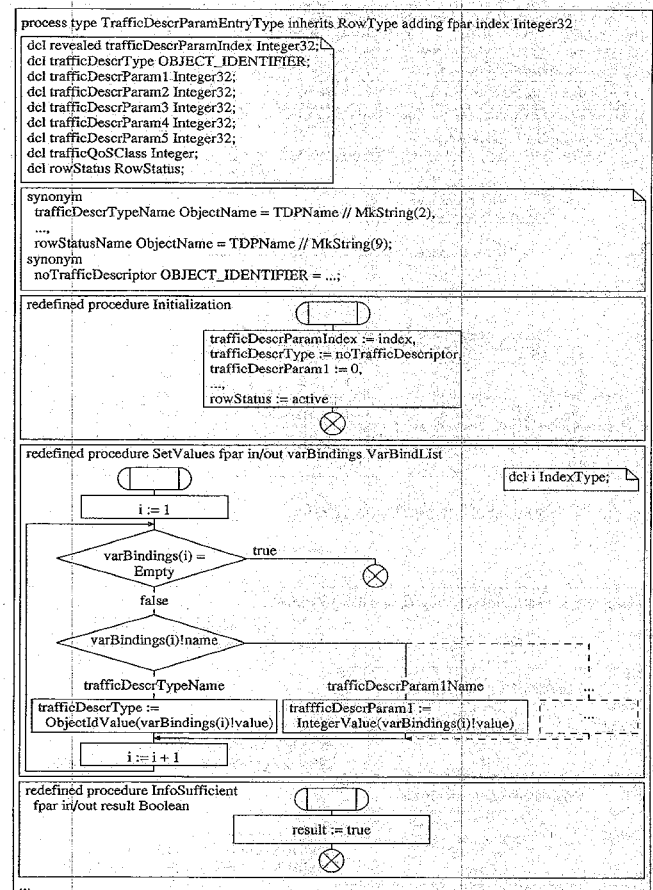 process type TrafficDescrParamEntryType inherits RowType adding fpar index Integer32
dcl revealed trafficDescrParamIndex Integer32;
dcl trafficDescrType OBJECT_IDENTIFIER;
dcl trafficDescrParam1 Integer32;
dcl trafficDescrParam2 Integer32;
dcl trafficDescrParam3 Integer32;
dcl trafficDescrParam4 Integer32;
dcl trafficDescrParam5 Integer32;
dcl trafficQoSClass Integer;
dcl rowStatus RowStatus;
synonym
trafficDescrTypeName ObjectName = TDPName // MkString(2),
...,
rowStatusName ObjectName = TDPName // MkString(9);
synonym
noTrafficDescriptor OBJECT_IDENTIFIER = ...;
redefined procedure Initialization
trafficDescrParamIndex := index,
trafficDescrType := noTrafficDescriptor,
trafficDescrParam1 := 0,
...,
rowStatus := active
redefined procedure SetValues fpar in/out varBindings VarBindList
dcl i IndexType;
i := 1
varBindings(i) =
Empty
true
false
varBindings(i)!name
trafficDescrTypeName
trafficDescrParam1Name
...
trafficDescrType :=
ObjectIdValue(varBindings(i)!value)
traffficDescrParam1 :=
IntegerValue(varBindings(i)!value)
...
i := i + 1
redefined procedure InfoSufficient
fpar in/out result Boolean
result := true
...